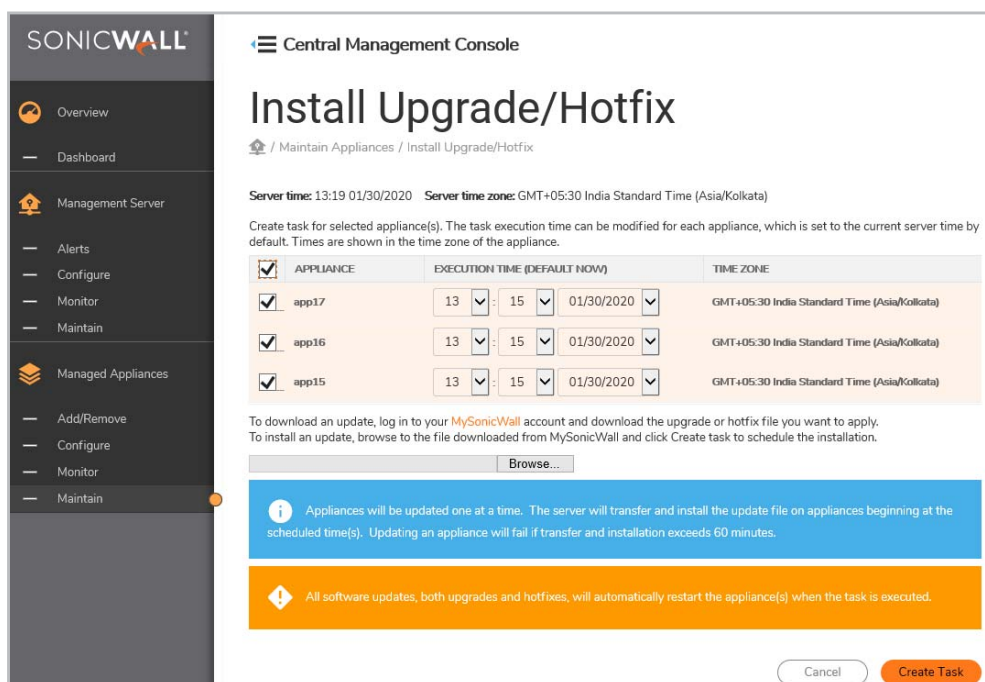 SONICWALL
Central Management Console
Install Upgrade/Hotfix
/ Maintain Appliances / Install Upgrade/Hotfix
Overview
Dashboard
Management Server
Alerts
Configure
Monitor
Maintain
Managed Appliances
Add/Remove
Configure
Monitor
Maintain
Server time: 13:19 01/30/2020 Server time zone: GMT+05:30 India Standard Time (Asia/Kolkata)
Create task for selected appliance(s). The task execution time can be modified for each appliance, which is set to the current server time by
default. Times are shown in the time zone of the appliance.
APPLIANCE EXECUTION TIME (DEFAULT NOW) TIME ZONE
app17 13 : 15 01/30/2020 GMT+05:30 India Standard Time (Asia/Kolkata)
app16 13 : 15 01/30/2020 GMT+05:30 India Standard Time (Asia/Kolkata)
app15 13 : 15 01/30/2020 GMT+05:30 India Standard Time (Asia/Kolkata)
To download an update, log in to your MySonicWall account and download the upgrade or hotfix file you want to apply.
To install an update, browse to the file downloaded from MySonicWall and click Create task to schedule the installation.
Browse...
Appliances will be updated one at a time. The server will transfer and install the update file on appliances beginning at the
scheduled time(s). Updating an appliance will fail if transfer and installation exceeds 60 minutes.
All software updates, both upgrades and hotfixes, will automatically restart the appliance(s) when the task is executed.
Cancel Create Task